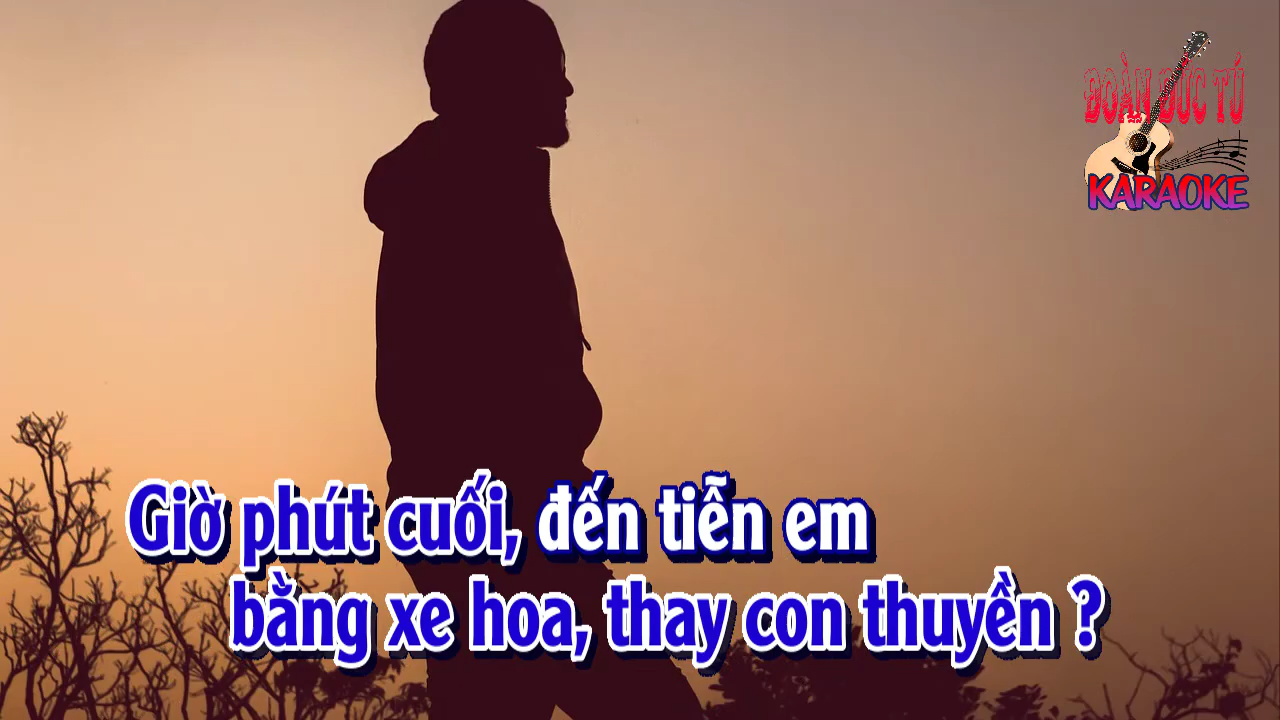 ĐOÀN ĐỨC TÚ
KARAOKE
Giờ phút cuối, đến tiễn em
bằng xe hoa, thay con thuyền ?